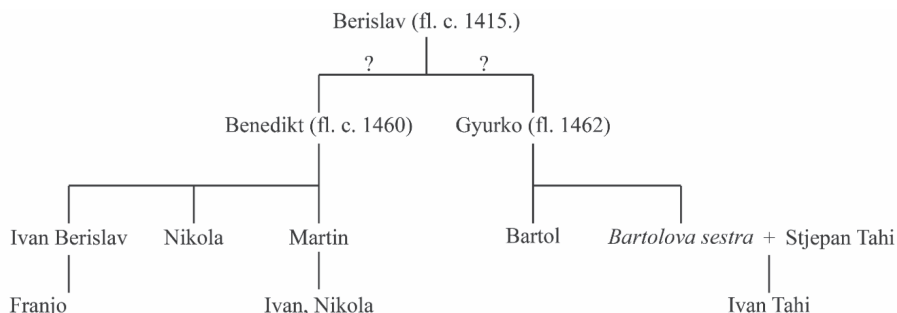 Berislav (fl. c. 1415.)
? ?
Benedikt (fl. c. 1460) Gyurko (fl. 1462)
Ivan Berislav Nikola Martin Bartol Bartolova sestra + Stjepan Tahi
Franjo Ivan, Nikola Ivan Tahi